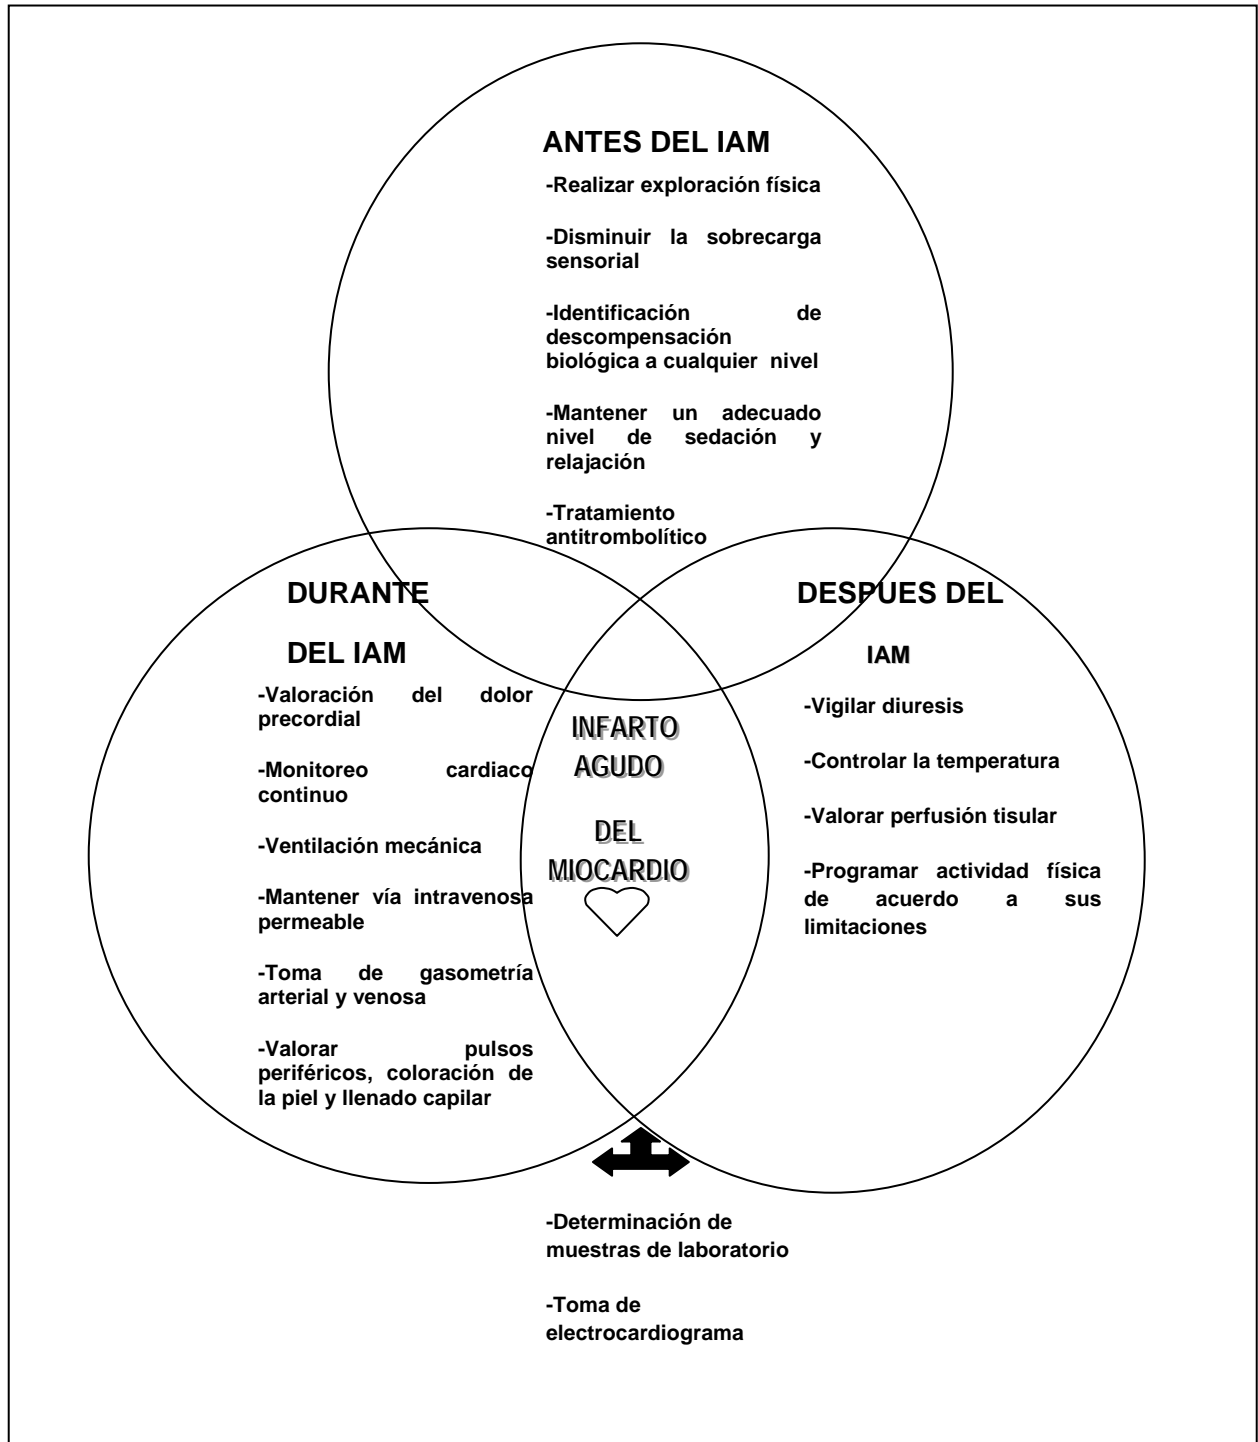 ANTES DEL IAM
-Realizar exploración física
-Disminuir la sobrecarga
sensorial
-Identificación de
descompensación
biológica a cualquier nivel
-Mantener un adecuado
nivel de sedación y
relajación
-Tratamiento
antitrombolítico
DURANTE
DEL IAM
-Valoración del dolor
precordial
-Monitoreo cardiaco
continuo
-Ventilación mecánica
-Mantener vía intravenosa
permeable
-Toma de gasometría
arterial y venosa
-Valorar pulsos
periféricos, coloración de
la piel y llenado capilar
INFARTO
AGUDO
DEL
MIOCARDIO
DESPUES DEL
IAM
-Vigilar diuresis
-Controlar la temperatura
-Valorar perfusión tisular
-Programar actividad física
de acuerdo a sus
limitaciones
-Determinación de
muestras de laboratorio
-Toma de
electrocardiograma